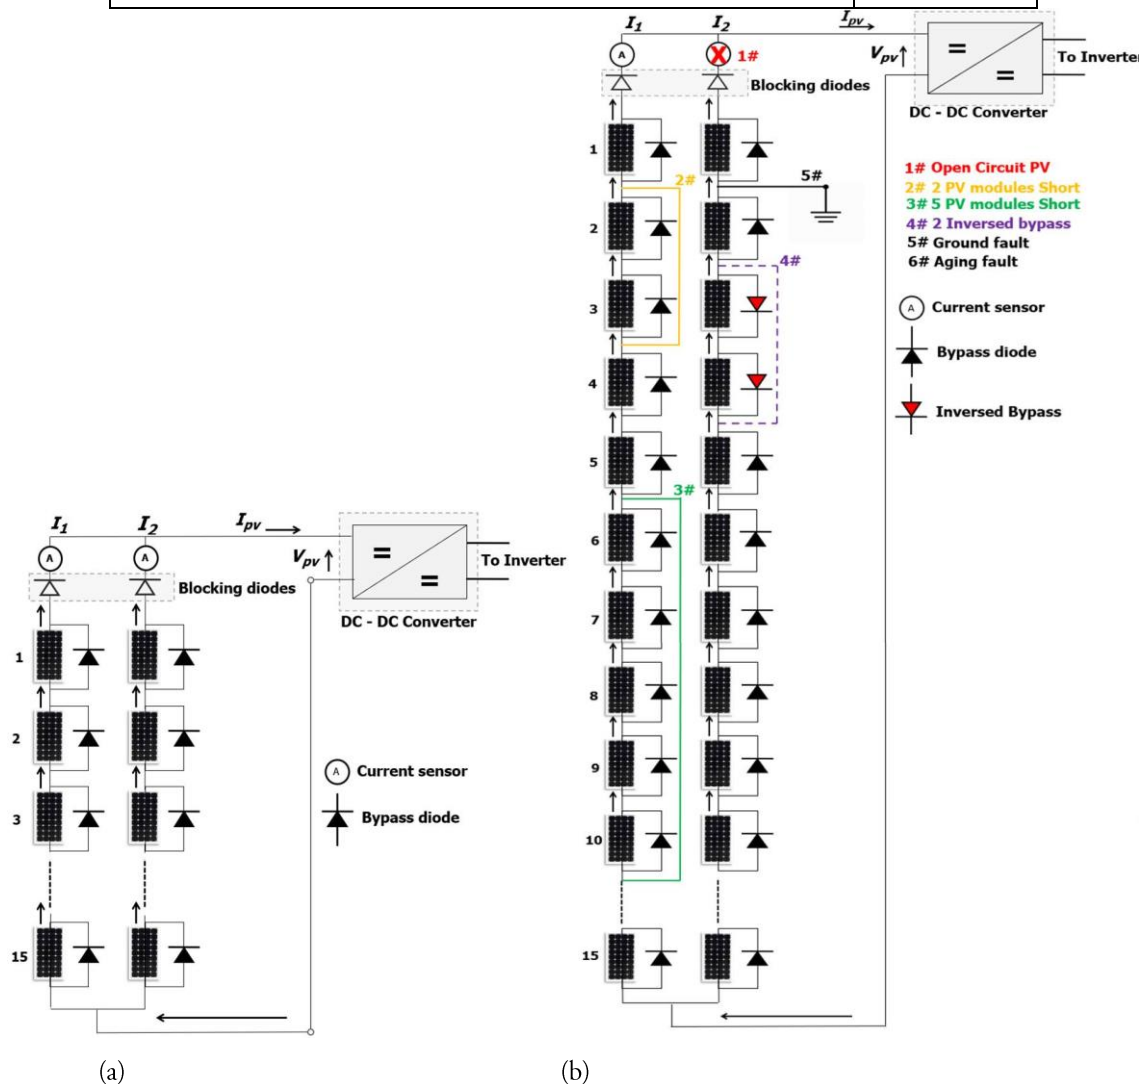 I1
I2
Ipv
A
A
Vpv
To Inverter
Blocking diodes
DC - DC Converter
1
2
3
15
A
Current sensor
Bypass diode
(a)
I1
I2
Ipv
A
X
1#
Vpv
To Inverter
Blocking diodes
DC - DC Converter
1
2#
5#
2
4#
3
4
5
3#
6
7
8
9
10
15
1# Open Circuit PV
2# 2 PV modules Short
3# 5 PV modules Short
4# 2 Inversed bypass
5# Ground fault
6# Aging fault
A
Current sensor
Bypass diode
Inversed Bypass
(b)